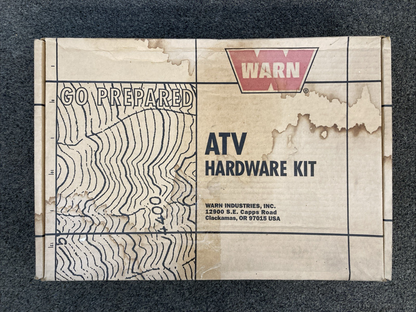 WARN
GO PREPARED
ATV
HARDWARE KIT
WARN INDUSTRIES, INC.
12900 S.E. Capps Road
Clackamas, OR 97015 USA